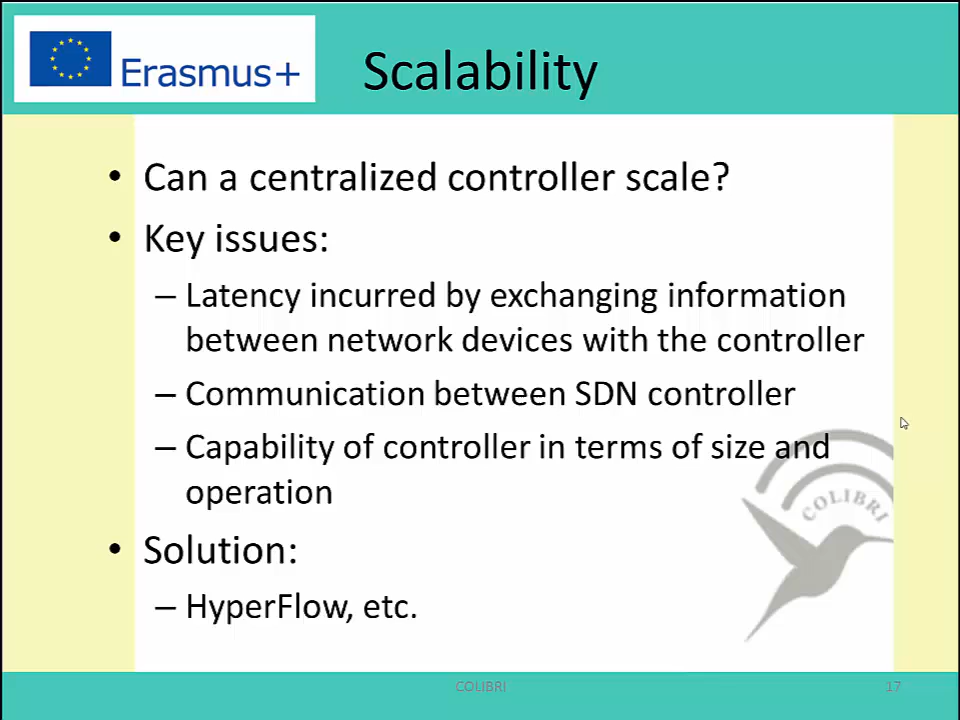 Erasmus+
Scalability
• Can a centralized controller scale?
• Key issues:
– Latency incurred by exchanging information
between network devices with the controller
– Communication between SDN controller
– Capability of controller in terms of size and
operation
COLIBRI
• Solution:
– HyperFlow, etc.
COLIBRI
17